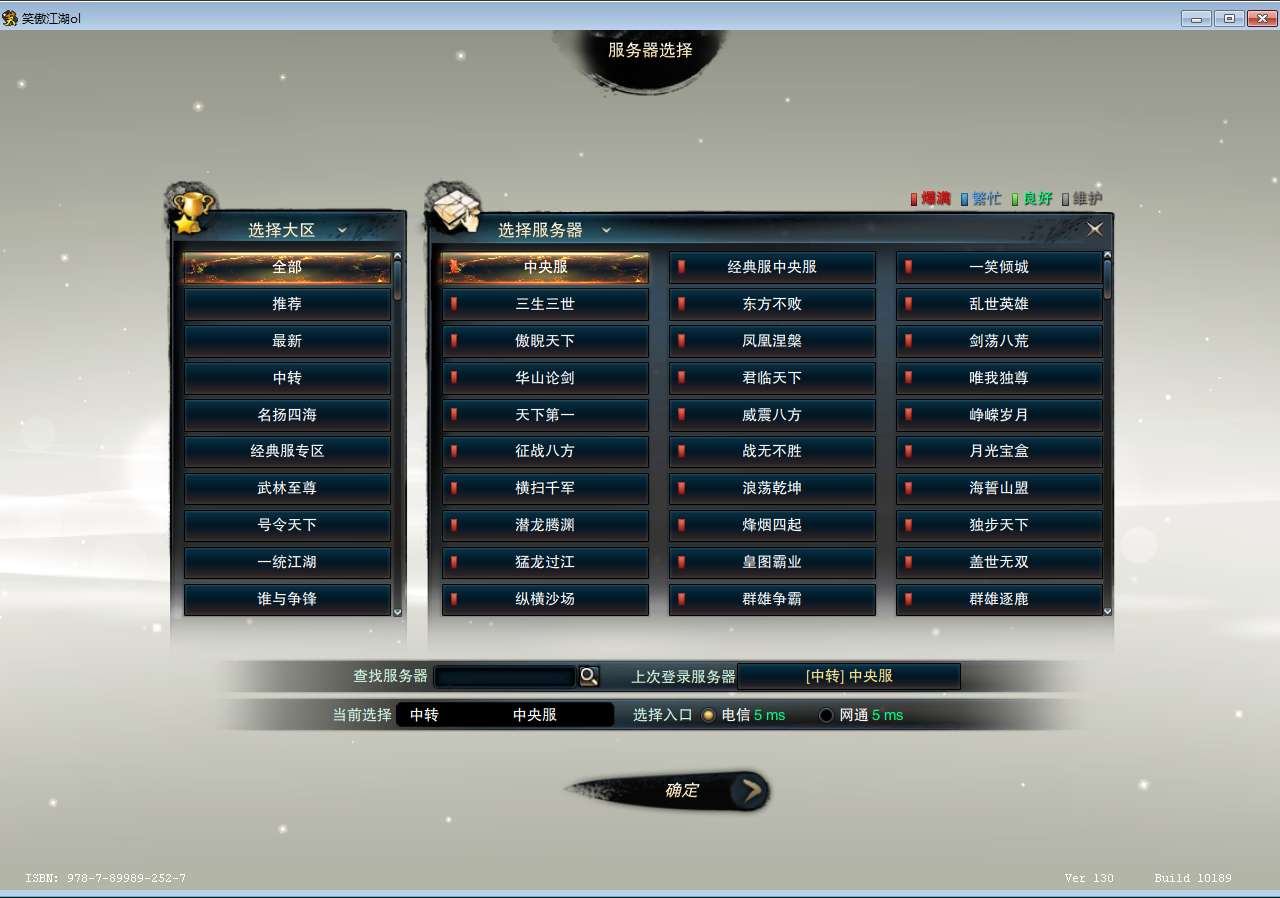 笑傲江湖ol
服务器选择
爆满 繁忙 良好 维护
选择大区
全部
推荐
最新
中转
名扬四海
经典服专区
武林至尊
号令天下
一统江湖
谁与争锋
选择服务器
中央服 经典服中央服 一笑倾城
三生三世 东方不败 乱世英雄
傲睨天下 凤凰涅槃 剑荡八荒
华山论剑 君临天下 唯我独尊
天下第一 威震八方 峥嵘岁月
征战八方 战无不胜 月光宝盒
横扫千军 浪荡乾坤 海誓山盟
潜龙腾渊 烽烟四起 独步天下
猛龙过江 皇图霸业 盖世无双
纵横沙场 群雄争霸 群雄逐鹿
查找服务器 上次登录服务器 [中转] 中央服
当前选择 中转 中央服 选择入口 电信 5 ms 网通 5 ms
确定
ISBN: 978-7-89989-252-7 Ver 130 Build 10189